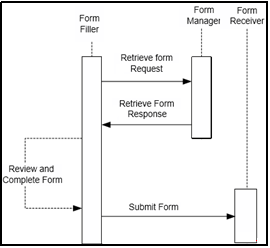 Form
Filler
Form
Manager
Form
Receiver
Retrieve form
Request
Retrieve Form
Response
Review and
Complete Form
Submit Form